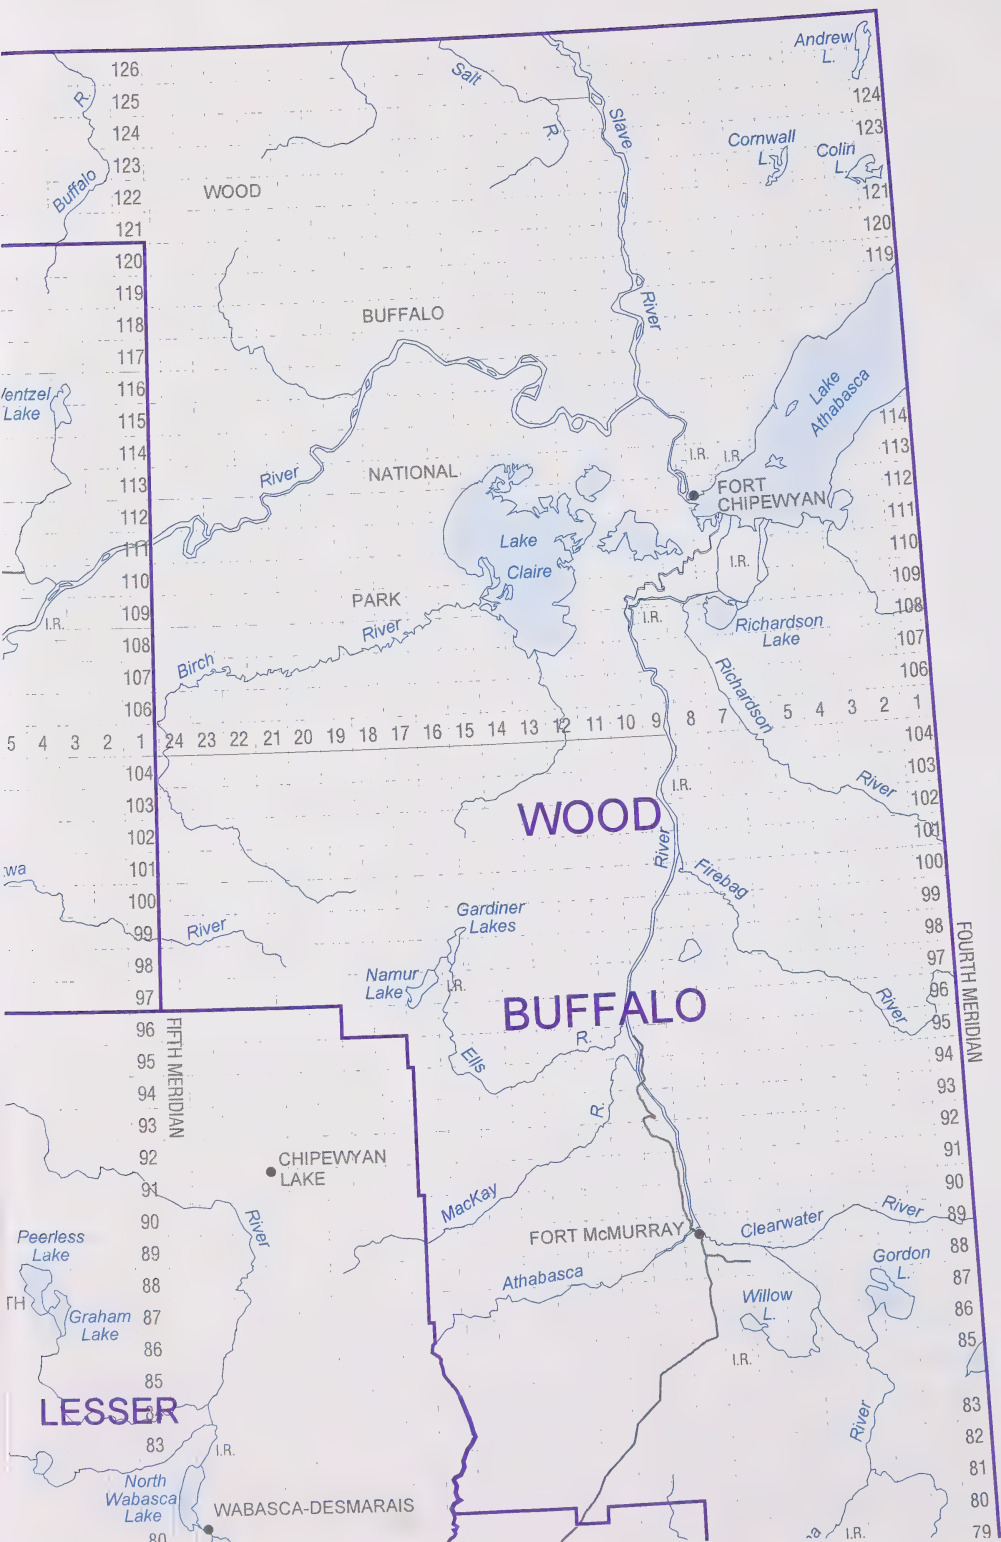 Andrew
L.
126
Salt
R.
125
124
R.
Slave
124
123
Cornwall
L.
Colin
L.
123
Buffalo
WOOD
122
121
121
120
120
119
119
River
118
BUFFALO
117
116
Lake
Athabasca
Lake
115
114
114
113
I.R.
I.R.
River
NATIONAL
113
112
FORT
CHIPEWYAN
112
111
111
Lake
Claire
110
I.R.
110
109
PARK
109
108
I.R.
I.R.
Richardson
Lake
River
108
107
Birch
107
106
Richardson
106
5 4 3 2 1 24 23 22 21 20 19 18 17 16 15 14 13 12 11 10 9 8 7 5 4 3 2 1
104
104
103
I.R.
River
103
102
WOOD
102
101
River
101
100
Firebag
100
99
Gardiner
Lakes
99
98
River
98
97
FOURTH MERIDIAN
Namur
Lake
I.R.
97
96
BUFFALO
River
96
95
FIFTH MERIDIAN
R.
95
94
Ells
94
93
R.
93
92
92
91
CHIPEWYAN
LAKE
91
90
MacKay
90
89
River
River
FORT McMURRAY
Clearwater
89
88
Peerless
Lake
Gordon
L.
88
87
Athabasca
TH
Graham
Lake
Willow
L.
87
86
86
85
I.R.
85
84
LESSER
83
River
83
82
I.R.
81
North
Wabasca
Lake
WABASCA-DESMARAIS
80
80
79
I.R.